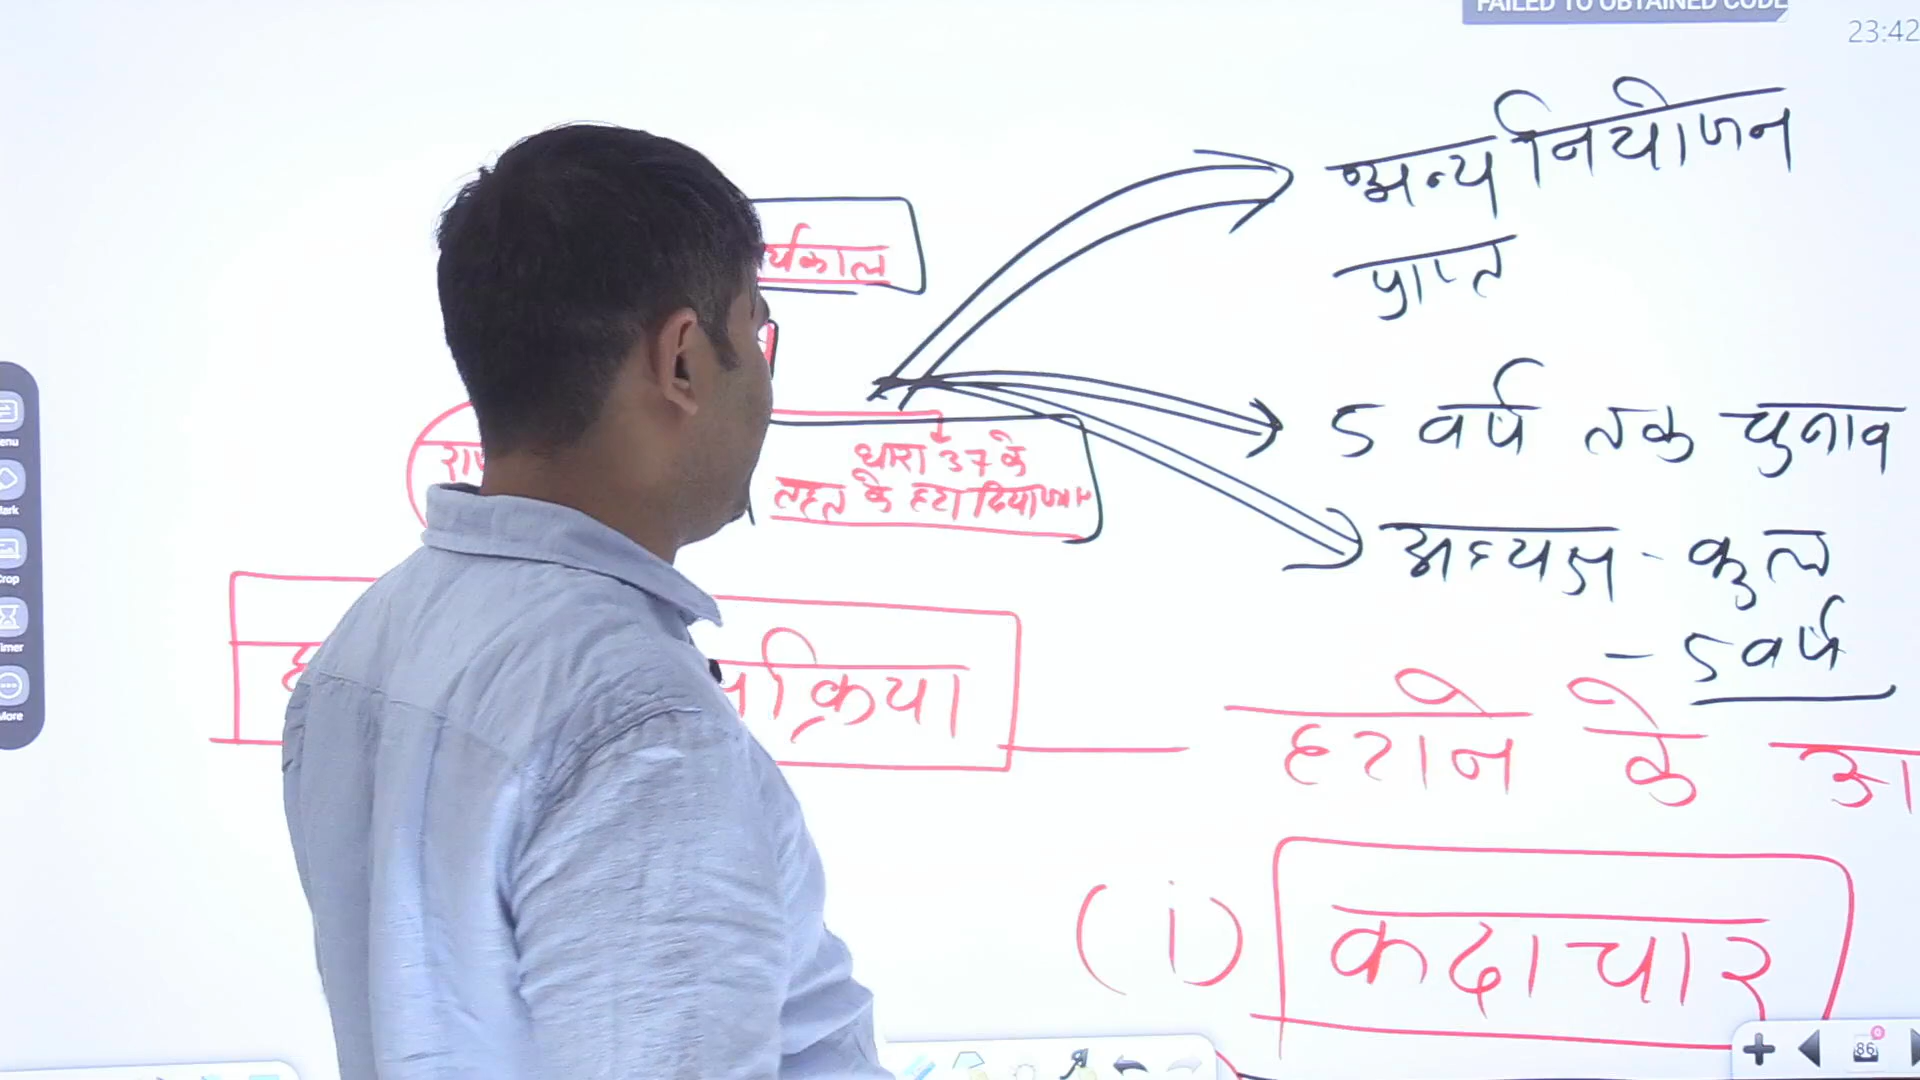 FAILED TO OBTAINED CODE
23:42
अन्य नियोजन
प्राप्त
र्यकाल
5 वर्ष तक चुनाव
धारा 37 के
तहत के हटा दिया
अध्यक्ष - कुल
- 5 वर्ष
क्रिया
हटाने के आ
(i) कदाचार
86